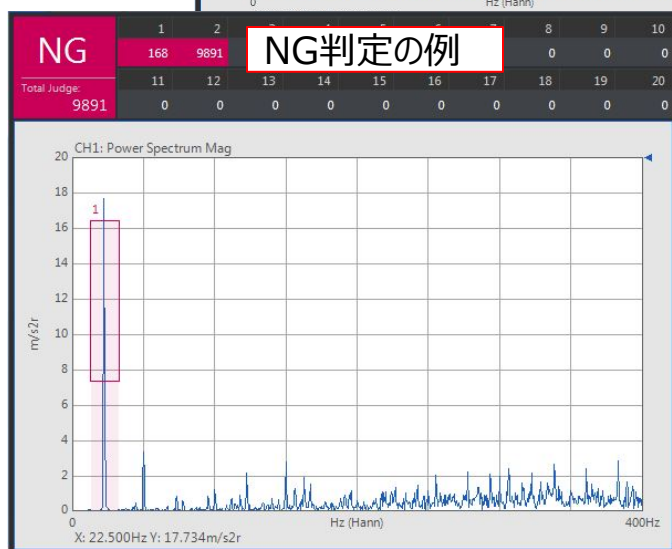 0 Hz (Hann)
NG
Total Judge:
9891
1 2 8 9 10
168 9891 0 0 0
NG判定の例
11 12 13 14 15 16 17 18 19 20
0 0 0 0 0 0 0 0 0 0
CH1: Power Spectrum Mag
20
18
16
14
12
10
8
6
4
2
0
m/s2r
1
0 Hz (Hann) 400Hz
X: 22.500Hz Y: 17.734m/s2r